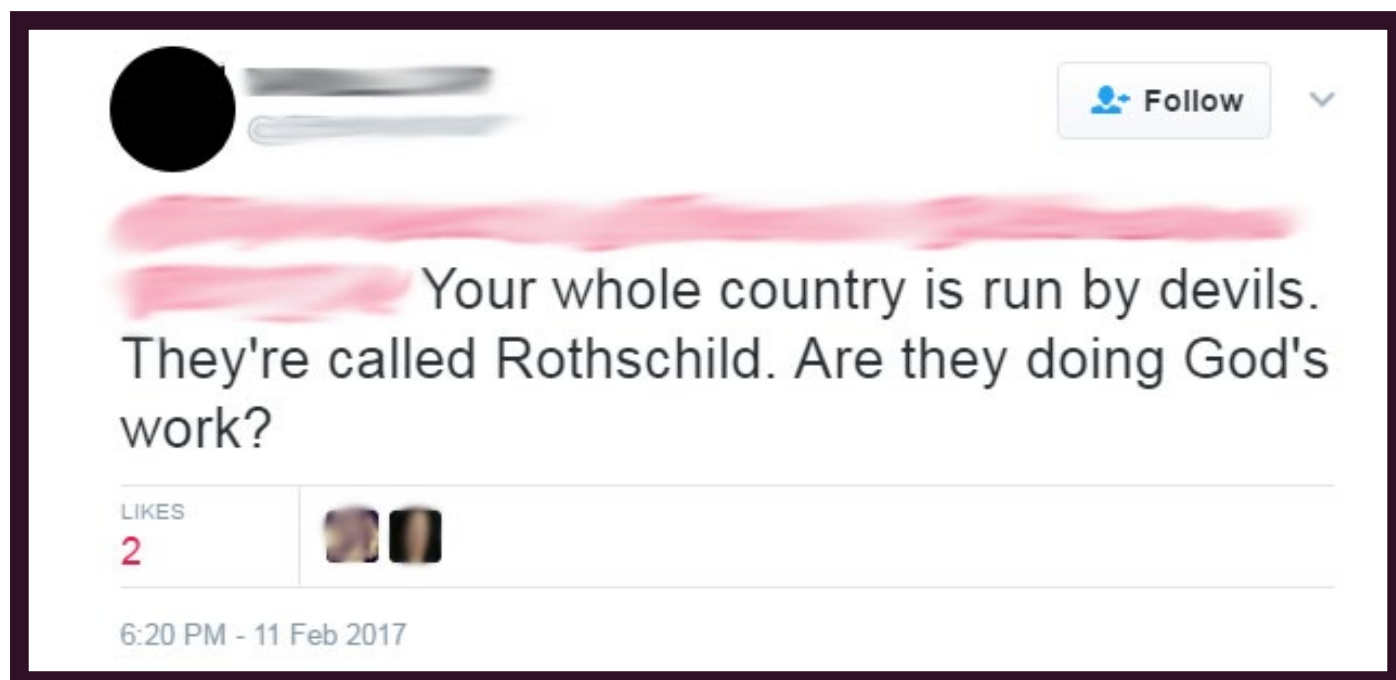 Follow
Your whole country is run by devils.
They're called Rothschild. Are they doing God's
work?
LIKES
2
6:20 PM - 11 Feb 2017